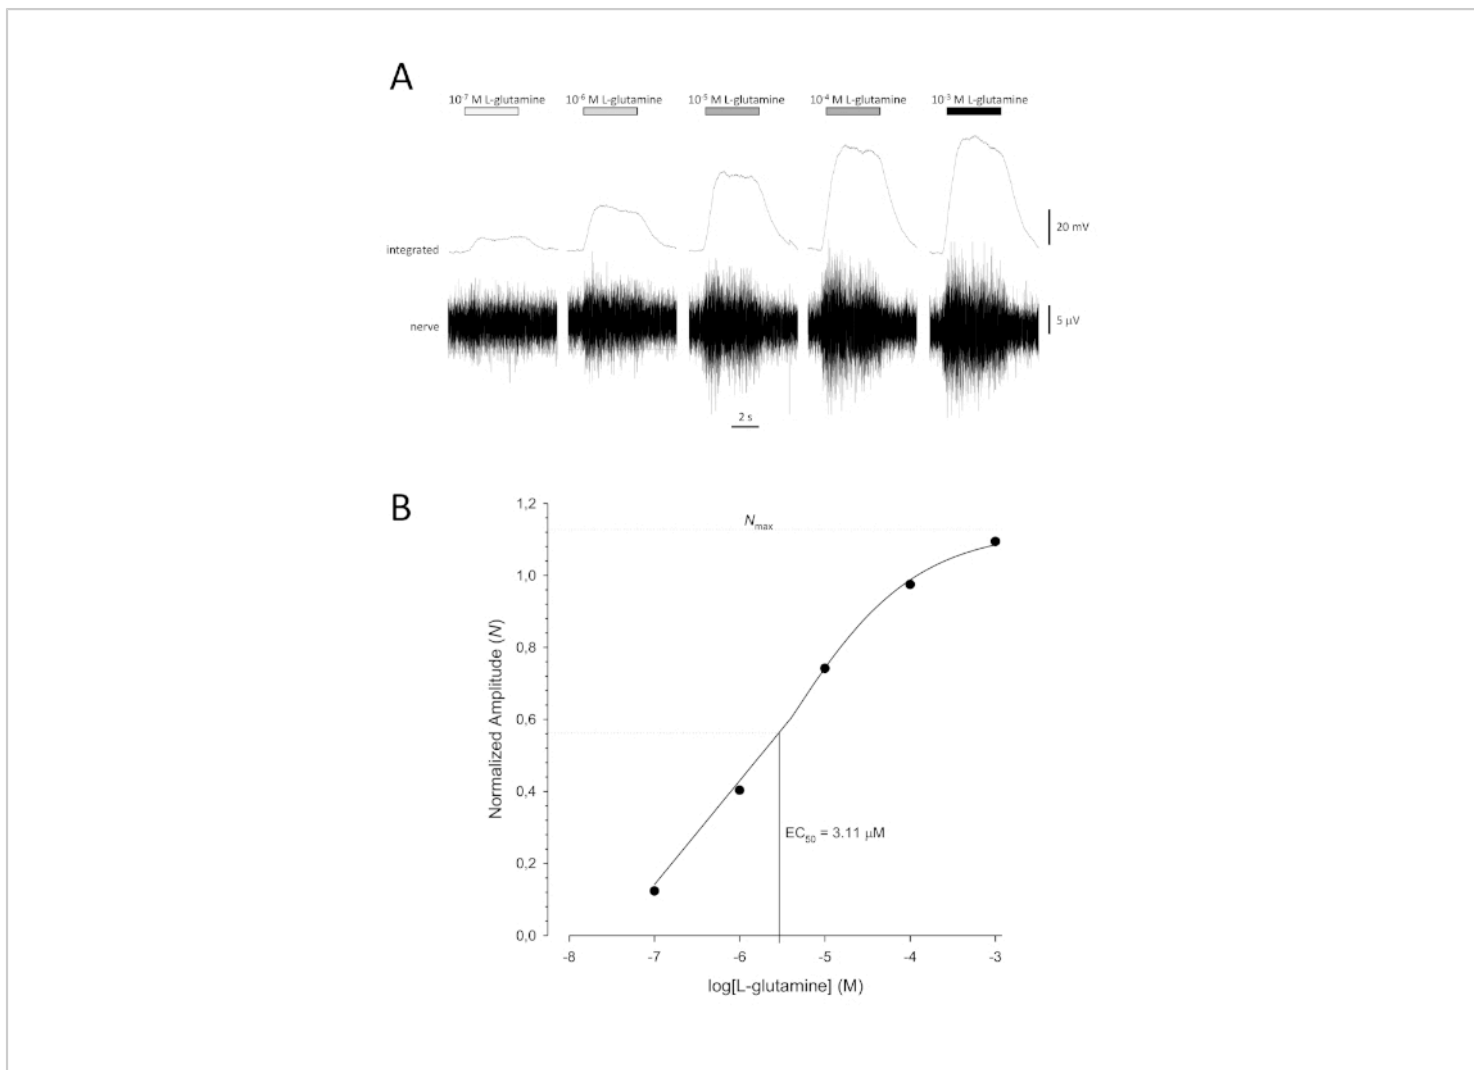 A
10⁻⁷ M L-glutamine 10⁻⁶ M L-glutamine 10⁻⁵ M L-glutamine 10⁻⁴ M L-glutamine 10⁻³ M L-glutamine
20 mV
integrated
5 µV
nerve
2 s
B
1,2
Nmax
1,0
0,8
0,6
0,4
EC₅₀ = 3.11 µM
0,2
0,0
Normalized Amplitude (N)
-8 -7 -6 -5 -4 -3
log[L-glutamine] (M)